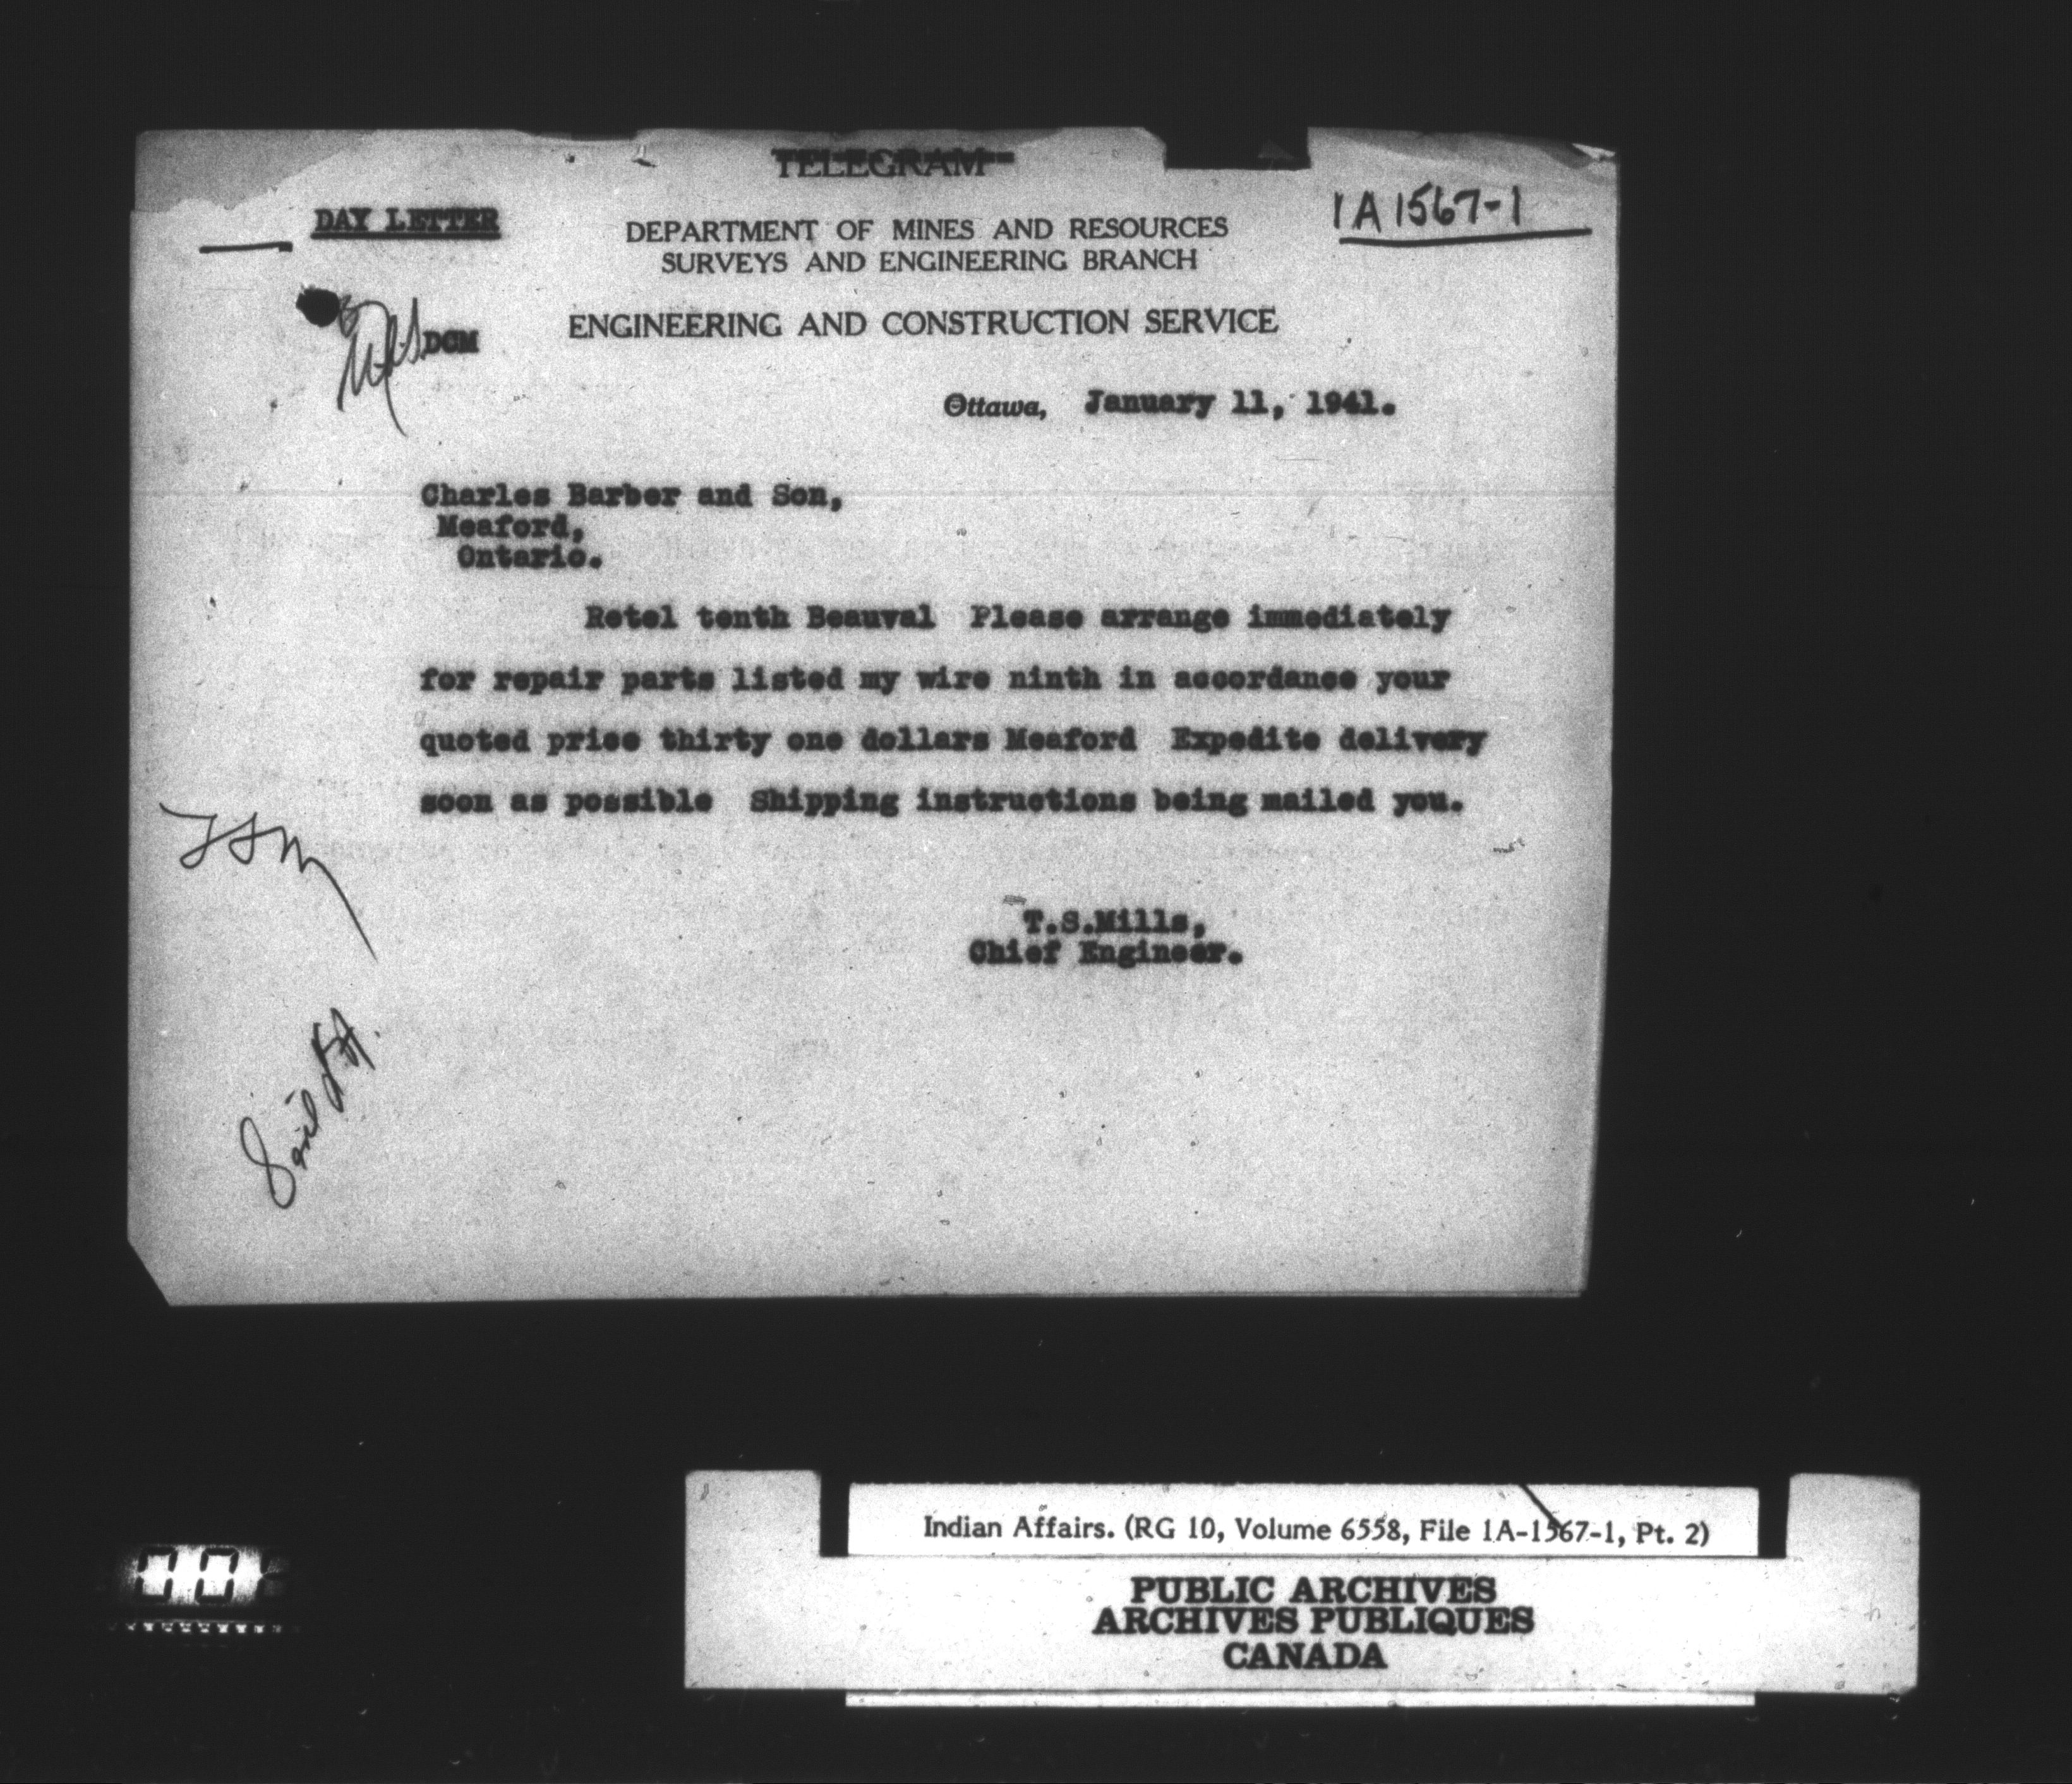 TELEGRAM
DAY LETTER
1A1567-1
DEPARTMENT OF MINES AND RESOURCES
SURVEYS AND ENGINEERING BRANCH
DCM
ENGINEERING AND CONSTRUCTION SERVICE
Ottawa, January 11, 1941.
Charles Barber and Son,
Meaford,
Ontario.
Retel tenth Beauval Please arrange immediately
for repair parts listed my wire ninth in accordance your
quoted price thirty one dollars Meaford Expedite delivery
soon as possible Shipping instructions being mailed you.
TSM
T.S.Mills,
Chief Engineer.
Indian Affairs. (RG 10, Volume 6558, File 1A-1567-1, Pt. 2)
PUBLIC ARCHIVES
ARCHIVES PUBLIQUES
CANADA